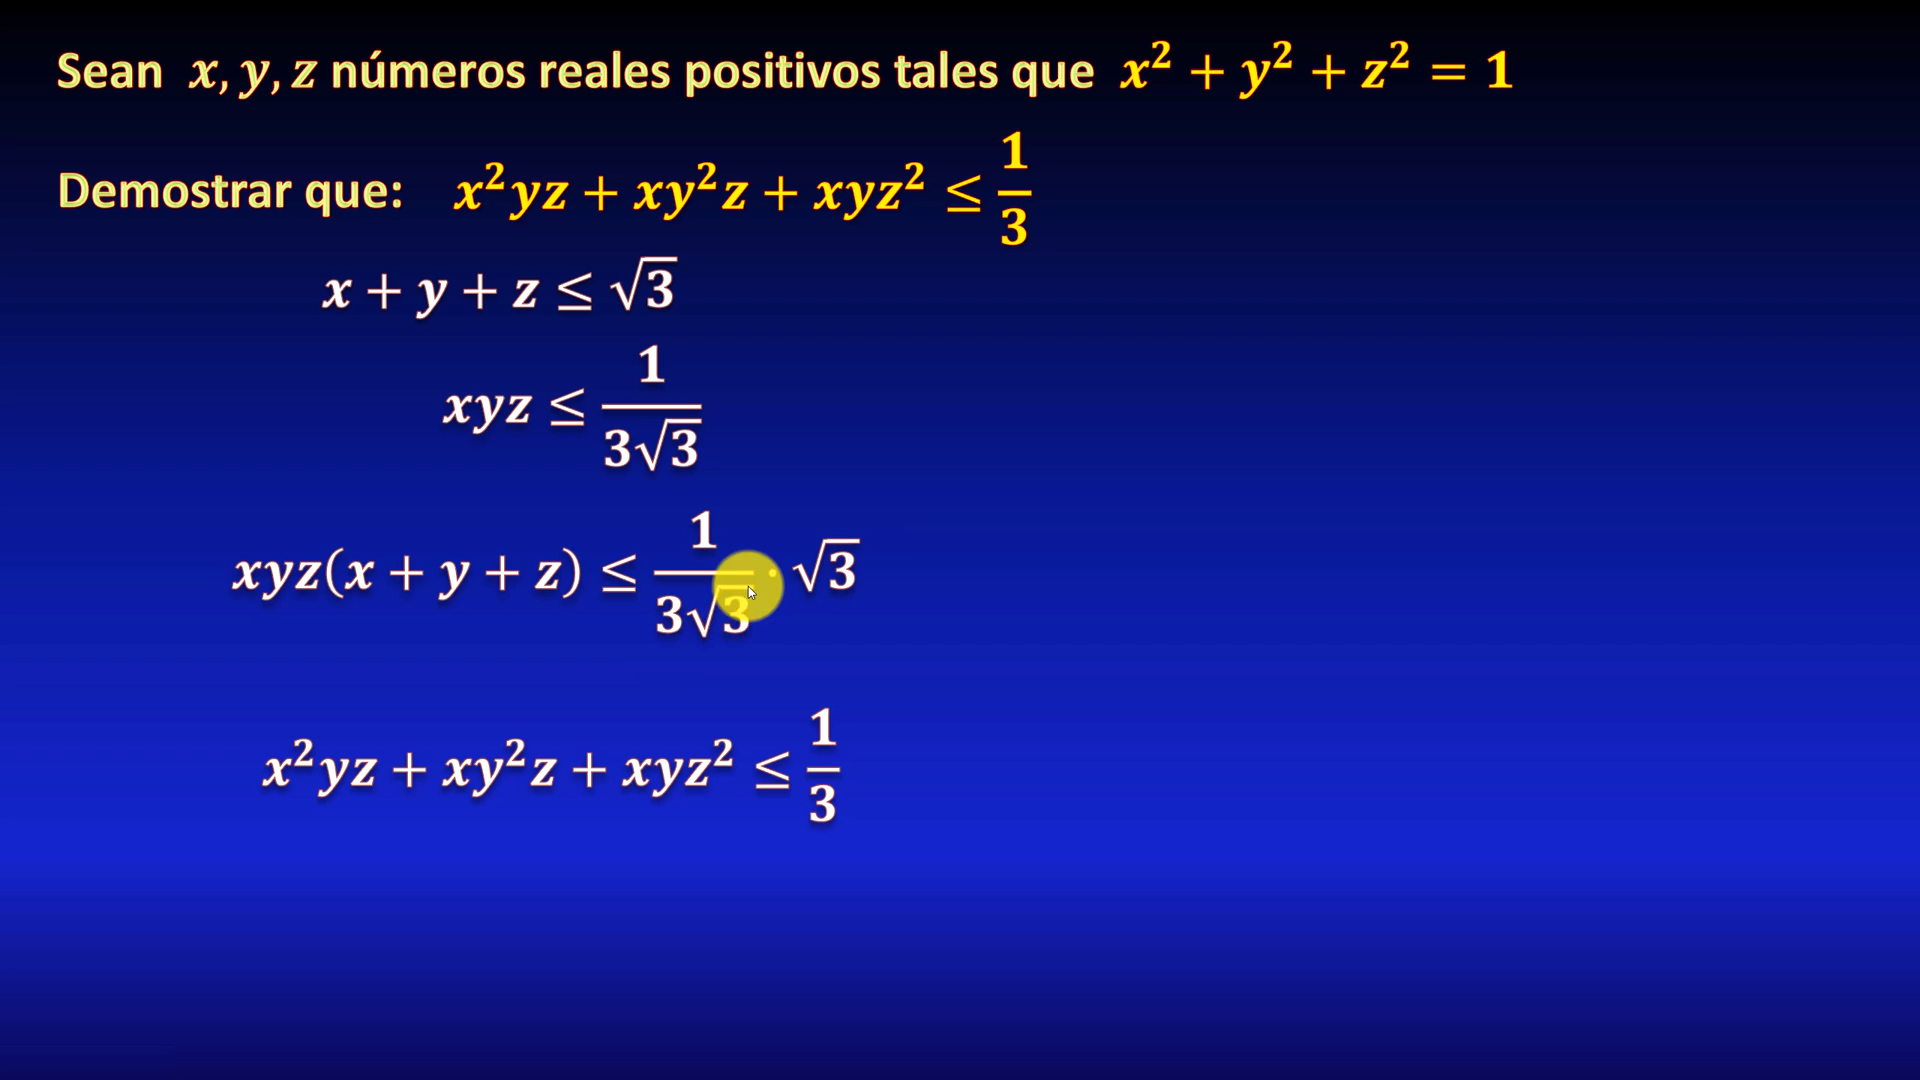 Sean x, y, z números reales positivos tales que x² + y² + z² = 1
Demostrar que: x²yz + xy²z + xyz² ≤ 1/3
x + y + z ≤ √3
xyz ≤ 1/(3√3)
xyz(x + y + z) ≤ 1/(3√3) · √3
x²yz + xy²z + xyz² ≤ 1/3